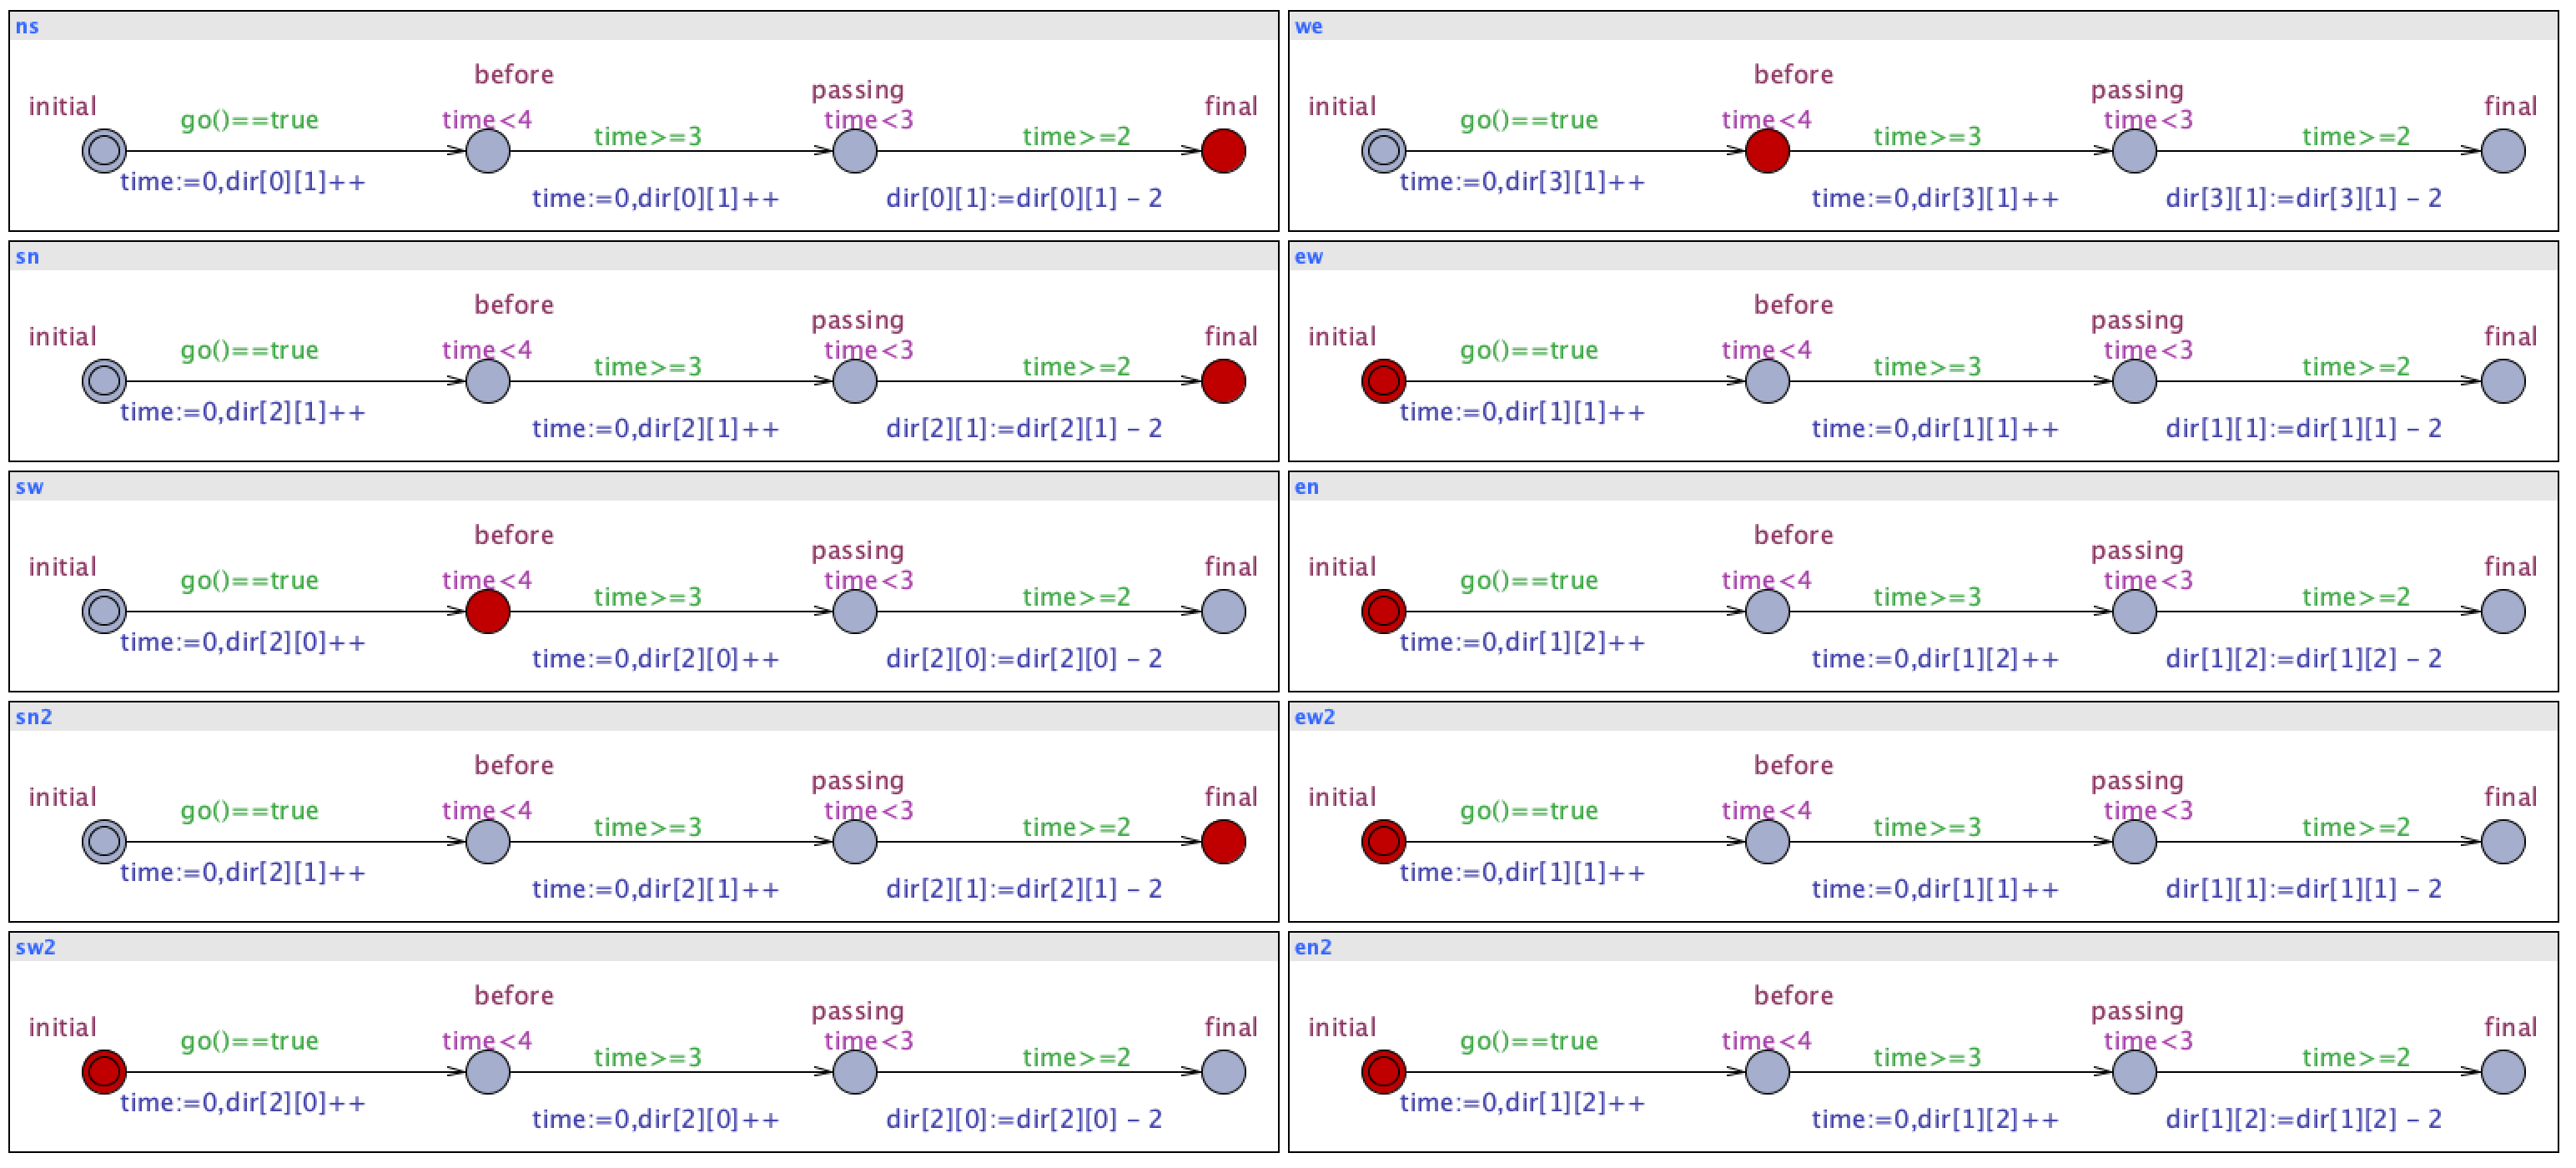 ns
before
passing
initial
final
go()==true
time<4
time<3
time>=3
time>=2
time:=0,dir[0][1]++
time:=0,dir[0][1]++
dir[0][1]:=dir[0][1] - 2
we
before
passing
initial
final
go()==true
time<4
time<3
time>=3
time>=2
time:=0,dir[3][1]++
time:=0,dir[3][1]++
dir[3][1]:=dir[3][1] - 2
sn
before
passing
initial
final
go()==true
time<4
time<3
time>=3
time>=2
time:=0,dir[2][1]++
time:=0,dir[2][1]++
dir[2][1]:=dir[2][1] - 2
ew
before
passing
initial
final
go()==true
time<4
time<3
time>=3
time>=2
time:=0,dir[1][1]++
time:=0,dir[1][1]++
dir[1][1]:=dir[1][1] - 2
sw
before
passing
initial
final
go()==true
time<4
time<3
time>=3
time>=2
time:=0,dir[2][0]++
time:=0,dir[2][0]++
dir[2][0]:=dir[2][0] - 2
en
before
passing
initial
final
go()==true
time<4
time<3
time>=3
time>=2
time:=0,dir[1][2]++
time:=0,dir[1][2]++
dir[1][2]:=dir[1][2] - 2
sn2
before
passing
initial
final
go()==true
time<4
time<3
time>=3
time>=2
time:=0,dir[2][1]++
time:=0,dir[2][1]++
dir[2][1]:=dir[2][1] - 2
ew2
before
passing
initial
final
go()==true
time<4
time<3
time>=3
time>=2
time:=0,dir[1][1]++
time:=0,dir[1][1]++
dir[1][1]:=dir[1][1] - 2
sw2
before
passing
initial
final
go()==true
time<4
time<3
time>=3
time>=2
time:=0,dir[2][0]++
time:=0,dir[2][0]++
dir[2][0]:=dir[2][0] - 2
en2
before
passing
initial
final
go()==true
time<4
time<3
time>=3
time>=2
time:=0,dir[1][2]++
time:=0,dir[1][2]++
dir[1][2]:=dir[1][2] - 2